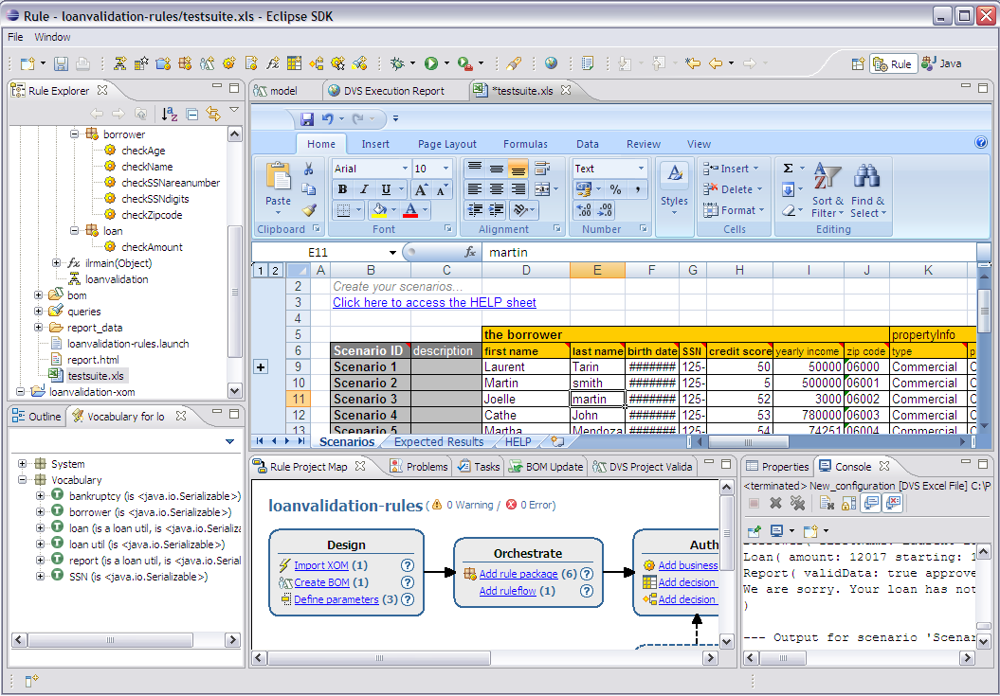 Rule - loanvalidation-rules/testsuite.xls - Eclipse SDK
File Window
Rule Java
Rule Explorer
borrower
checkAge
checkName
checkSSNareanumber
checkSSNdigits
checkZipcode
loan
checkAmount
ilrmain(Object)
loanvalidation
bom
queries
report_data
loanvalidation-rules.launch
report.html
testsuite.xls
loanvalidation-xom
Outline Vocabulary for lo
System
Vocabulary
bankruptcy (is <java.io.Serializable>)
borrower (is <java.io.Serializable>)
loan (is a loan util, is <java.io.Serializa
loan util (is <java.io.Serializable>)
report (is a loan util, is <java.io.Serializ
SSN (is <java.io.Serializable>)
model DVS Execution Report *testsuite.xls
Home Insert Page Layout Formulas Data Review View
Arial 10 Text Insert Σ
Paste B I U A A $ % , Styles Delete Sort & Filter Find & Select
Format
Clipboard Font Alignment Number Cells Editing
E11 fx martin
1 2 A B C D E F G H I J K
2 Create your scenarios...
3 Click here to access the HELP sheet
4
5 the borrower propertyInfo
6 Scenario ID description first name last name birth date SSN credit score yearly income zip code type p
9 Scenario 1 Laurent Tarin ####### 125- 50 50000 06000 Commercial C
10 Scenario 2 Martin smith ####### 125- 5 500000 06001 Commercial C
11 Scenario 3 Joelle martin ####### 125- 52 3000 06002 Commercial C
12 Scenario 4 Cathe John ####### 125- 53 780000 06003 Commercial C
13 Scenario 5 Martha Mendoza ####### 125- 54 74251 06004 Commercial C
Scenarios Expected Results HELP
Rule Project Map Problems Tasks BOM Update DVS Project Valida
loanvalidation-rules ( 0 Warning / 0 Error)
Design
Import XOM (1) ?
Create BOM (1) ?
Define parameters (3) ?
Orchestrate
Add rule package (6) ?
Add ruleflow (1) ?
Auth
Add business
Add decision
Add decision
Properties Console
<terminated> New_configuration [DVS Excel File] C:\P
Loan( amount: 12017 starting: 1
Report( validData: true approve
We are sorry. Your loan has not
)
--- Output for scenario 'Scenar